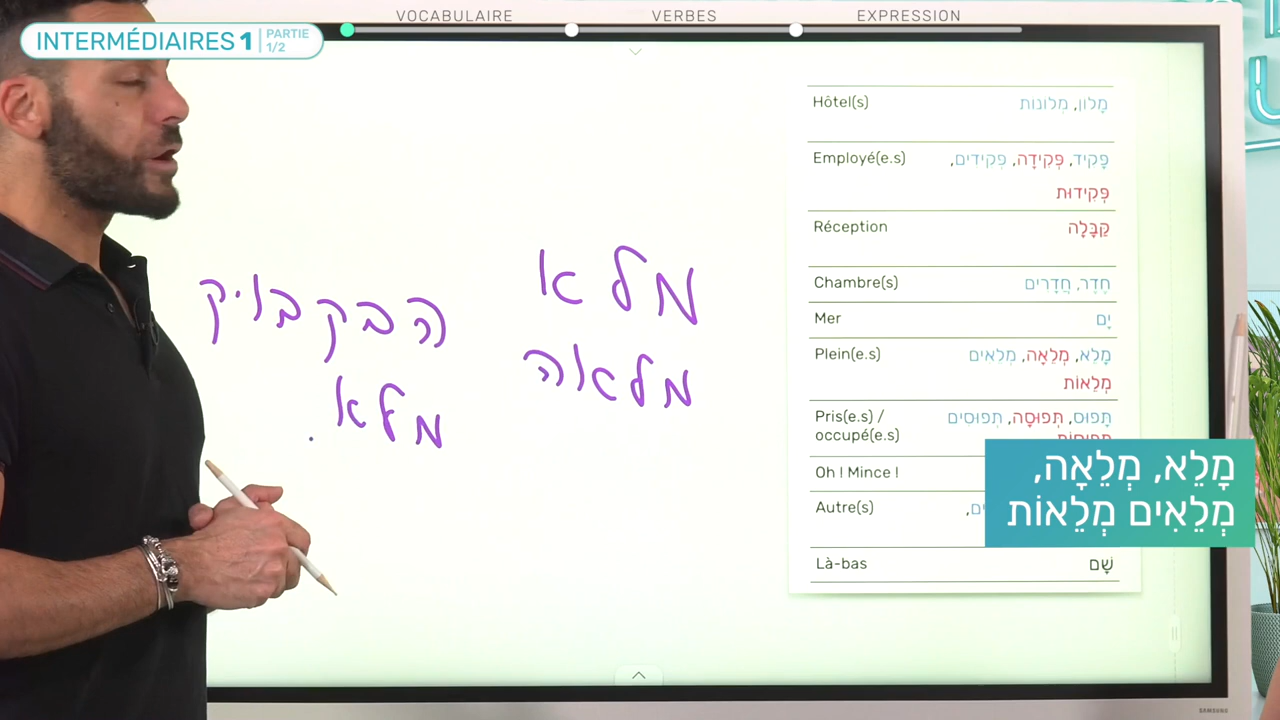 VOCABULAIRE
VERBES
EXPRESSION
INTERMÉDIAIRES 1
PARTIE
1/2
Hôtel(s) מָלוֹן, מְלוֹנוֹת
Employé(e.s) פָּקִיד, פְּקִידָה, פְּקִידִים,
פְּקִידוּת
Réception קַבָּלָה
Chambre(s) חֶדֶר, חֲדָרִים
Mer יָם
Plein(e.s) מָלֵא, מְלֵאָה, מְלֵאִים
מְלֵאוֹת
Pris(e.s) / תָּפוּס, תְּפוּסָה, תְּפוּסִים
occupé(e.s)
Oh ! Mince !
Autre(s)
Là-bas שָׁם
מלא
מלאה
הבקבוק
מלא.
מָלֵא, מְלֵאָה,
מְלֵאִים מְלֵאוֹת
SAMSUNG